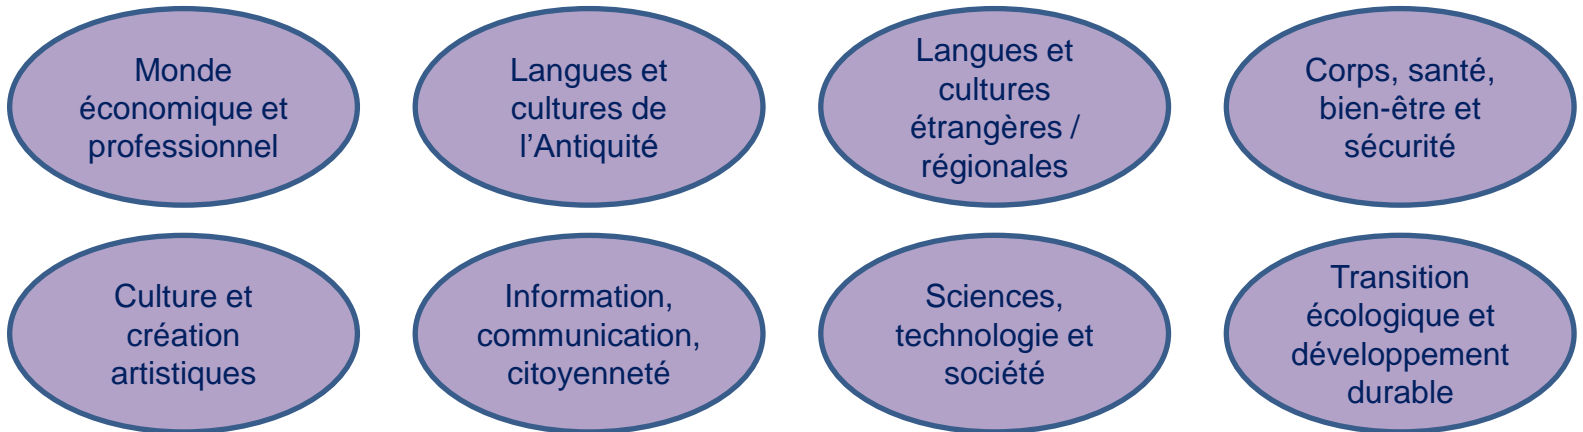 Monde
économique et
professionnel
Langues et
cultures de
l’Antiquité
Langues et
cultures
étrangères /
régionales
Corps, santé,
bien-être et
sécurité
Culture et
création
artistiques
Information,
communication,
citoyenneté
Sciences,
technologie et
société
Transition
écologique et
développement
durable